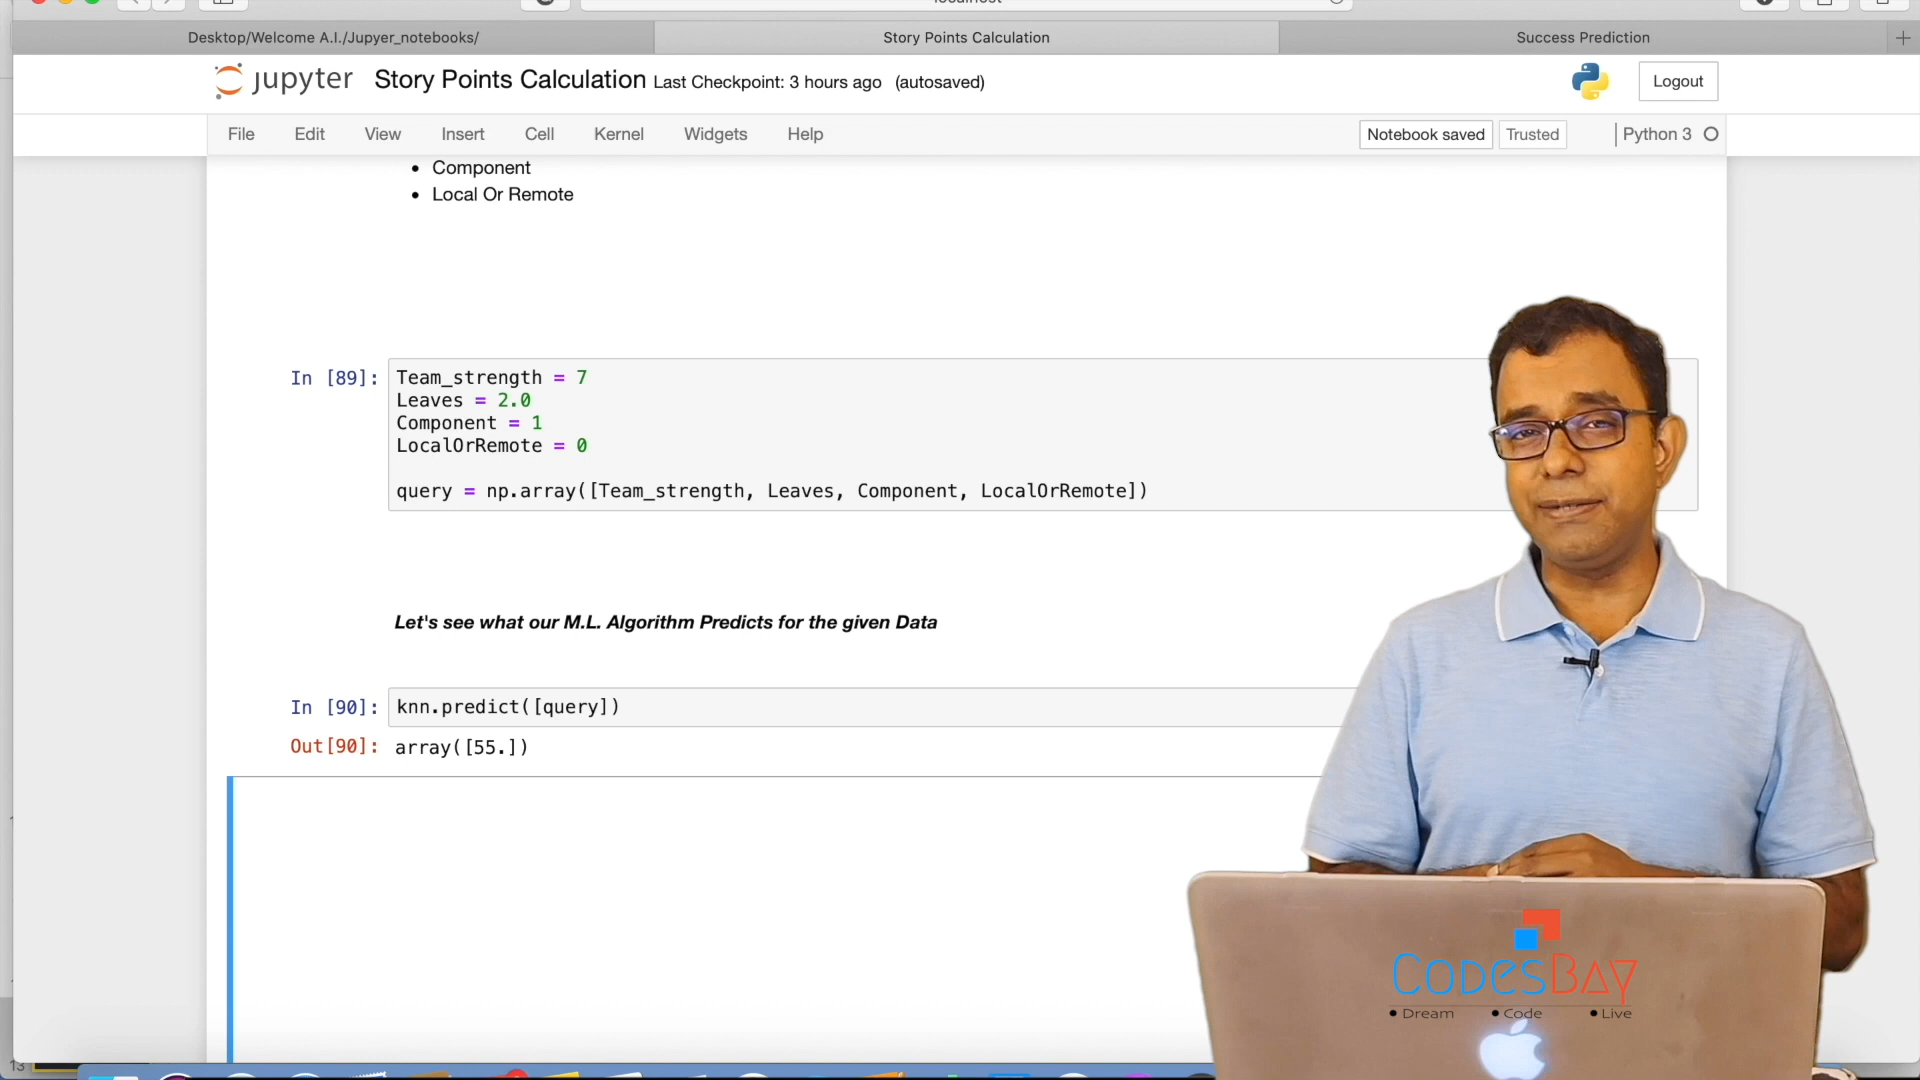 localhost
Desktop/Welcome A.I./Jupyer_notebooks/
Story Points Calculation
Success Prediction
jupyter Story Points Calculation Last Checkpoint: 3 hours ago (autosaved)
Logout
File Edit View Insert Cell Kernel Widgets Help
Notebook saved Trusted Python 3
• Component
• Local Or Remote
In [89]: Team_strength = 7
Leaves = 2.0
Component = 1
LocalOrRemote = 0
query = np.array([Team_strength, Leaves, Component, LocalOrRemote])
Let's see what our M.L. Algorithm Predicts for the given Data
In [90]: knn.predict([query])
Out[90]: array([55.])
CodesBay
• Dream • Code • Live
13